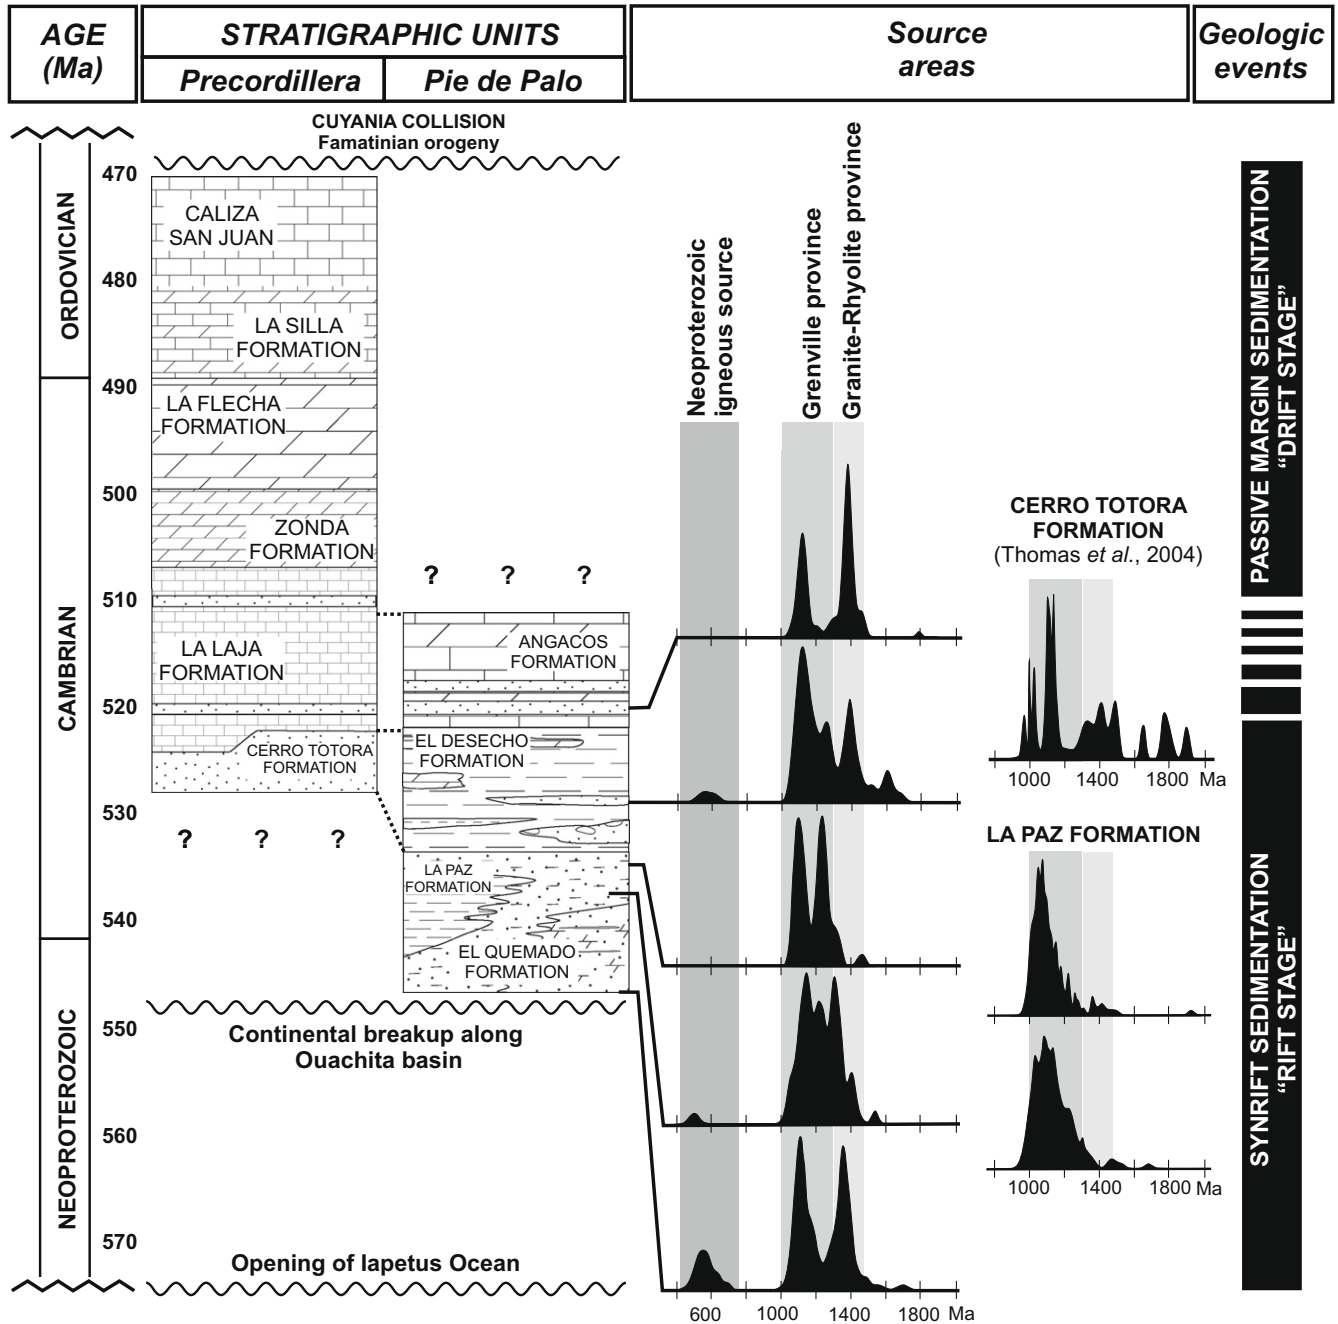 AGE
(Ma)
STRATIGRAPHIC UNITS
Precordillera
Pie de Palo
Source
areas
Geologic
events
CUYANIA COLLISION
Famatinian orogeny
ORDOVICIAN
CAMBRIAN
NEOPROTEROZOIC
470
480
490
500
510
520
530
540
550
560
570
CALIZA
SAN JUAN
LA SILLA
FORMATION
LA FLECHA
FORMATION
ZONDA
FORMATION
LA LAJA
FORMATION
CERRO TOTORA
FORMATION
? ? ?
? ? ?
ANGACOS
FORMATION
EL DESECHO
FORMATION
LA PAZ
FORMATION
EL QUEMADO
FORMATION
Continental breakup along
Ouachita basin
Opening of Iapetus Ocean
Neoproterozoic
igneous source
Grenville province
Granite-Rhyolite province
600 1000 1400 1800 Ma
CERRO TOTORA
FORMATION
(Thomas et al., 2004)
1000 1400 1800 Ma
LA PAZ FORMATION
1000 1400 1800 Ma
PASSIVE MARGIN SEDIMENTATION
“DRIFT STAGE”
SYNRIFT SEDIMENTATION
“RIFT STAGE”